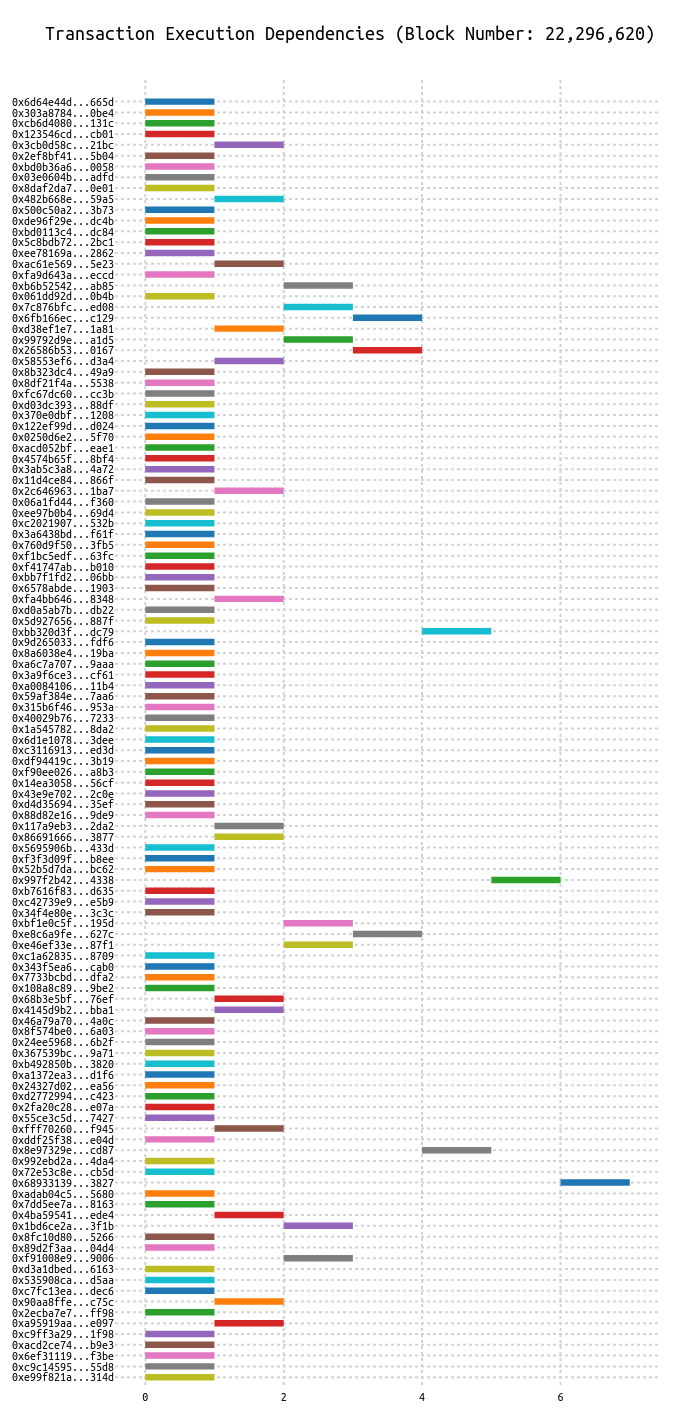 Transaction Execution Dependencies (Block Number: 22,296,620)
0x6d64e44d...665d
0x303a8784...0be4
0xcb6d4080...131c
0x123546cd...cb01
0x3cb0d58c...21bc
0x2ef8bf41...5b04
0xbd0b36a6...0058
0x03e0604b...adfd
0x8daf2da7...0e01
0x482b668e...59a5
0x500c50a2...3b73
0xde96f29e...dc4b
0xbd0113c4...dc84
0x5c8bdb72...2bc1
0xee78169a...2862
0xac61e569...5e23
0xfa9d643a...eccd
0xb6b52542...ab85
0x061dd92d...0b4b
0x7c876bfc...ed08
0x6fb166ec...c129
0xd38ef1e7...1a81
0x99792d9e...a1d5
0x26586b53...0167
0x58553ef6...d3a4
0x8b323dc4...49a9
0x8df21f4a...5538
0xfc67dc60...cc3b
0xd03dc393...88df
0x370e0dbf...1208
0x122ef99d...d024
0x0250d6e2...5f70
0xacd052bf...eae1
0x4574b65f...8bf4
0x3ab5c3a8...4a72
0x11d4ce84...866f
0x2c646963...1ba7
0x06a1fd44...f360
0xee97b0b4...69d4
0xc2021907...532b
0x3a6438bd...f61f
0x760d9f50...3fb5
0xf1bc5edf...63fc
0xf41747ab...b010
0xbb7f1fd2...06bb
0x6578abde...1903
0xfa4bb646...8348
0xd0a5ab7b...db22
0x5d927656...887f
0xbb320d3f...dc79
0x9d265033...fdf6
0x8a6038e4...19ba
0xa6c7a707...9aaa
0x3a9f6ce3...cf61
0xa0084106...11b4
0x59af384e...7aa6
0x315b6f46...953a
0x40029b76...7233
0x1a545782...8da2
0x6d1e1078...3dee
0xc3116913...ed3d
0xdf94419c...3b19
0xf90ee026...a8b3
0x14ea3058...56cf
0x43e9e702...2c0e
0xd4d35694...35ef
0x88d82e16...9de9
0x117a9eb3...2da2
0x86691666...3877
0x5695906b...433d
0xf3f3d09f...b8ee
0x52b5d7da...bc62
0x997f2b42...4338
0xb7616f83...d635
0xc42739e9...e5b9
0x34f4e80e...3c3c
0xbf1e0c5f...195d
0xe8c6a9fe...627c
0xe46ef33e...87f1
0xc1a62835...8709
0x343f5ea6...cab0
0x7733bcbd...dfa2
0x108a8c89...9be2
0x68b3e5bf...76ef
0x4145d9b2...bba1
0x46a79a70...4a0c
0x8f574be0...6a03
0x24ee5968...6b2f
0x367539bc...9a71
0xb492850b...3820
0xa1372ea3...d1f6
0x24327d02...ea56
0xd2772994...c423
0x2fa20c28...e07a
0x55ce3c5d...7427
0xfff70260...f945
0xddf25f38...e04d
0x8e97329e...cd87
0x992ebd2a...4da4
0x72e53c8e...cb5d
0x68933139...3827
0xadab04c5...5680
0x7dd5ee7a...8163
0x4ba59541...ede4
0x1bd6ce2a...3f1b
0x8fc10d80...5266
0x89d2f3aa...04d4
0xf91008e9...9006
0xd3a1dbed...6163
0x535908ca...d5aa
0xc7fc13ea...dec6
0x90aa8ffe...c75c
0x2ecba7e7...ff98
0xa95919aa...e097
0xc9ff3a29...1f98
0xacd2ce74...b9e3
0x6ef31119...f3be
0xc9c14595...55d8
0xe99f821a...314d
0 2 4 6